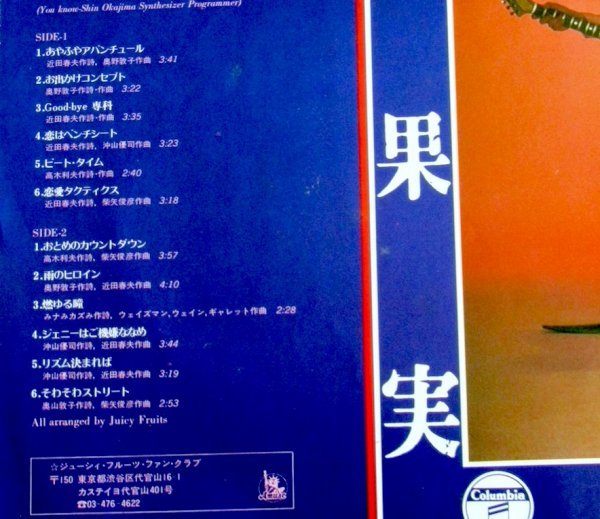 (You know-Shin Okajima Synthesizer Programmer)
SIDE-1
1.あやふやアバンチュール
近田春夫作詩, 奥野敦子作曲 3:41
2.お出かけコンセプト
奥野敦子作詩・作曲 3:22
3.Good-bye 専科
近田春夫作詩・作曲 3:35
4.恋はベンチシート
近田春夫作詩, 沖山優司作曲 3:23
5.ビート・タイム
高木利夫作詩・作曲 2:40
6.恋愛タクティクス
近田春夫作詩, 柴矢俊彦作曲 3:18
SIDE-2
1.おとめのカウントダウン
高木利夫作詩, 柴矢俊彦作曲 3:57
2.雨のヒロイン
奥野敦子作詩, 近田春夫作曲 4:10
3.燃ゆる瞳
みナみカズみ作詩, ウェイズマン,ウェイン,ギャレット作曲 2:28
4.ジェニーはご機嫌ななめ
沖山優司作詩, 近田春夫作曲 3:44
5.リズム決まれば
沖山優司作詩, 近田春夫作曲 3:19
6.そわそわストリート
奥山敦子作詩, 柴矢俊彦作曲 2:53
All arranged by Juicy Fruits
☆ジューシィ・フルーツ・ファン・クラブ
〒150 東京都渋谷区代官山16-1
カステイヨ代官山401号
☎03-476-4622
Amuse
果実
Columbia